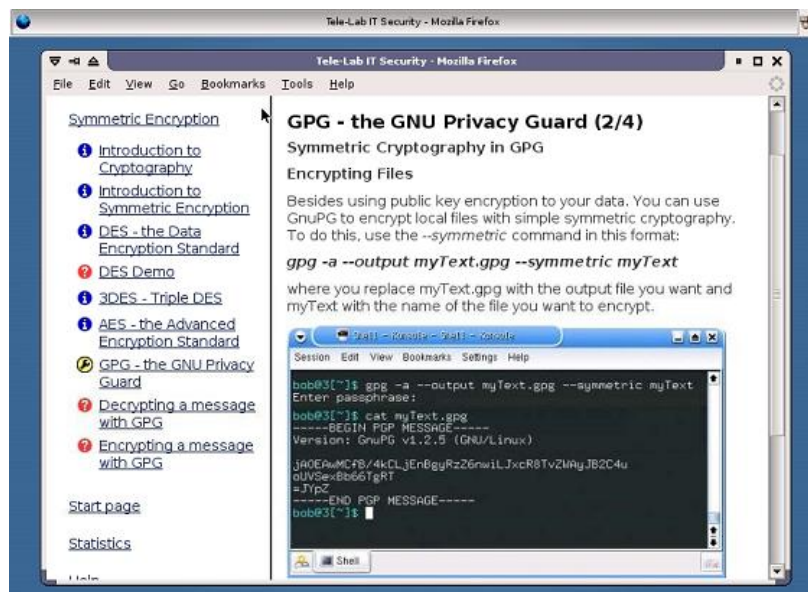 Tele-Lab IT Security - Mozilla Firefox
Tele-Lab IT Security - Mozilla Firefox
File Edit View Go Bookmarks Tools Help
Symmetric Encryption
Introduction to
Cryptography
Introduction to
Symmetric Encryption
DES - the Data
Encryption Standard
DES Demo
3DES - Triple DES
AES - the Advanced
Encryption Standard
GPG - the GNU Privacy
Guard
Decrypting a message
with GPG
Encrypting a message
with GPG
Start page
Statistics
GPG - the GNU Privacy Guard (2/4)
Symmetric Cryptography in GPG
Encrypting Files
Besides using public key encryption to your data. You can use
GnuPG to encrypt local files with simple symmetric cryptography.
To do this, use the --symmetric command in this format:
gpg -a --output myText.gpg --symmetric myText
where you replace myText.gpg with the output file you want and
myText with the name of the file you want to encrypt.
Shell - Konsole - Shell - Konsole
Session Edit View Bookmarks Settings Help
bob@3[~]$ gpg -a --output myText.gpg --symmetric myText
Enter passphrase:
bob@3[~]$ cat myText.gpg
-----BEGIN PGP MESSAGE-----
Version: GnuPG v1.2.5 (GNU/Linux)
=JYpZ
-----END PGP MESSAGE-----
bob@3[~]$
Shell